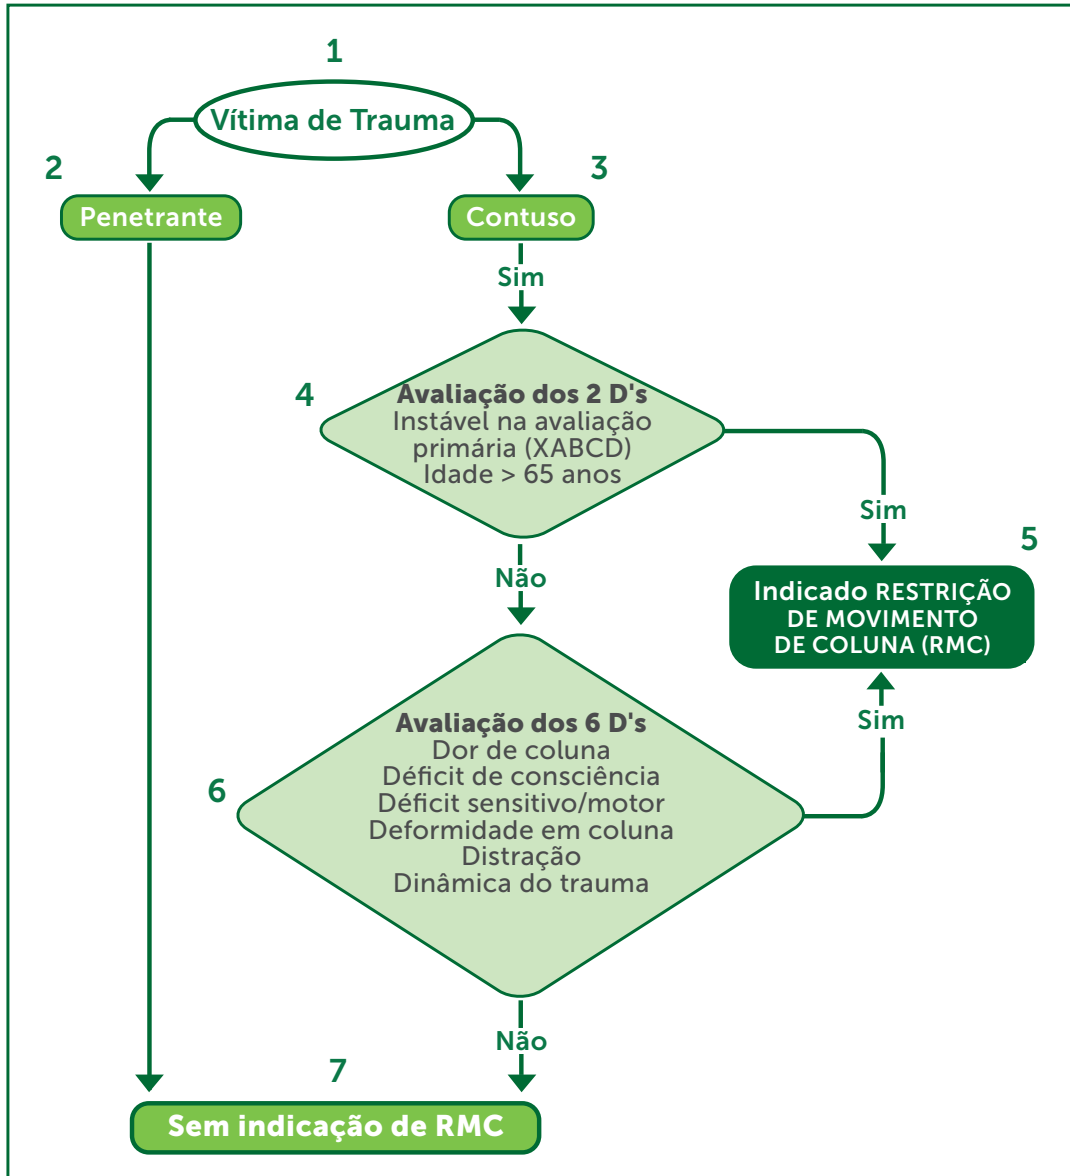 1
Vítima de Trauma
2
3
Penetrante
Contuso
Sim
4
Avaliação dos 2 D's
Instável na avaliação
primária (XABCD)
Idade > 65 anos
Sim
5
Não
Indicado RESTRIÇÃO
DE MOVIMENTO
DE COLUNA (RMC)
Sim
6
Avaliação dos 6 D's
Dor de coluna
Déficit de consciência
Déficit sensitivo/motor
Deformidade em coluna
Distração
Dinâmica do trauma
Não
7
Sem indicação de RMC